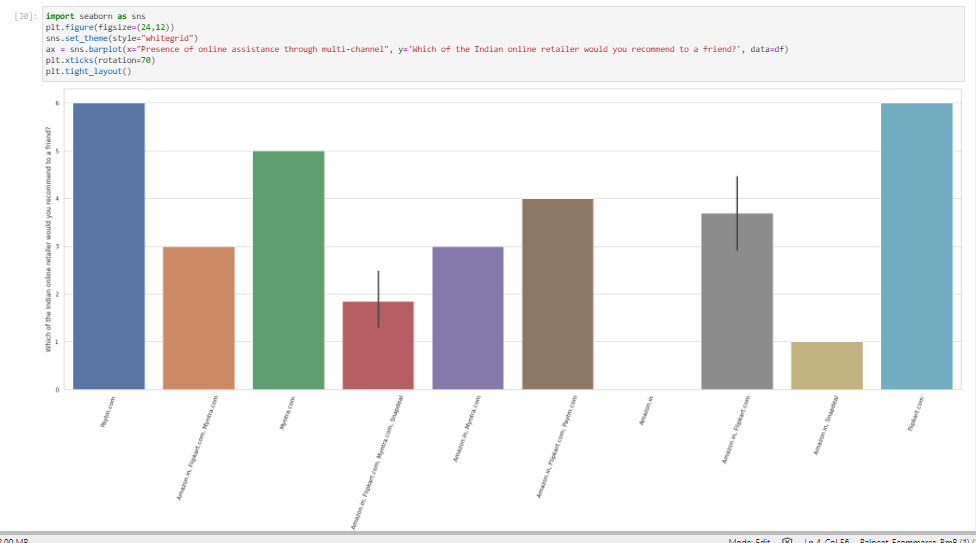 [30]: import seaborn as sns
plt.figure(figsize=(24,12))
sns.set_theme(style="whitegrid")
ax = sns.barplot(x="Presence of online assistance through multi-channel", y='Which of the Indian online retailer would you recommend to a friend?', data=df)
plt.xticks(rotation=70)
plt.tight_layout()
Which of the Indian online retailer would you recommend to a friend?
6
5
4
3
2
1
0
Paytm.com
Amazon.in, Flipkart.com, Myntra.com
Myntra.com
Amazon.in, Flipkart.com, Myntra.com, Snapdeal
Amazon.in, Myntra.com
Amazon.in, Flipkart.com, Paytm.com
Amazon.in
Amazon.in, Flipkart.com
Amazon.in, Snapdeal
Flipkart.com